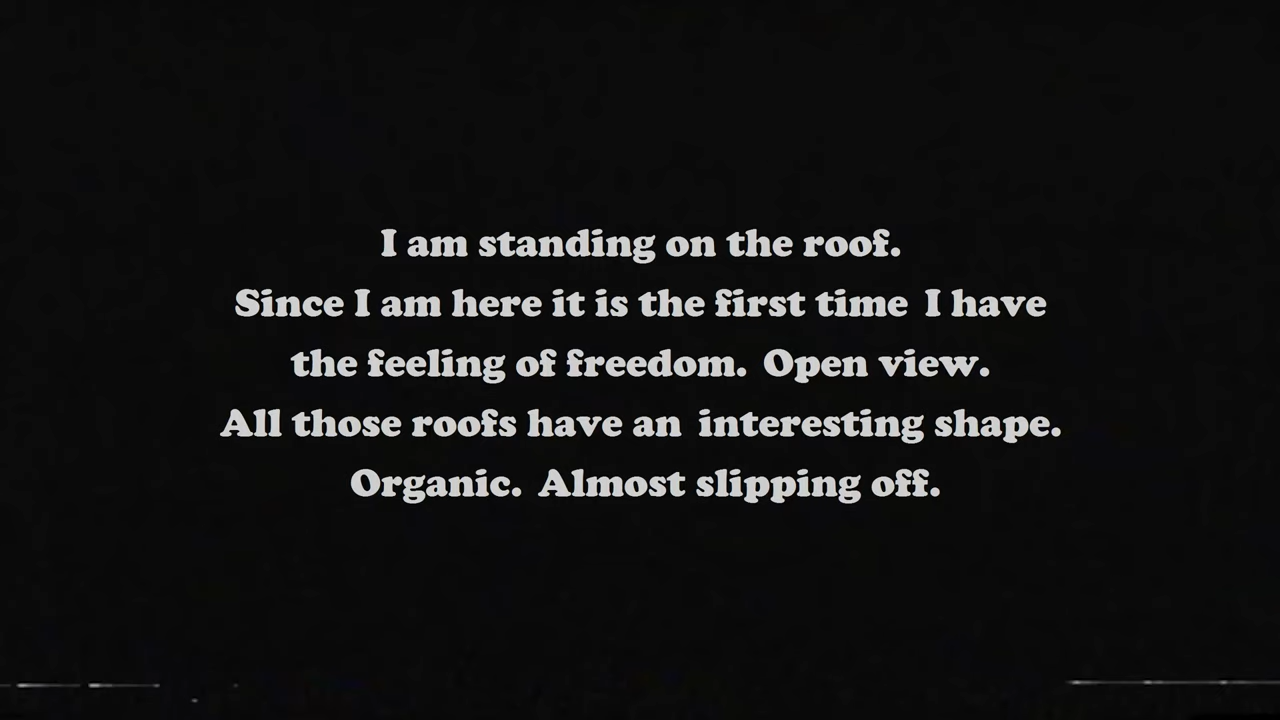 I am standing on the roof.
Since I am here it is the first time I have
the feeling of freedom. Open view.
All those roofs have an interesting shape.
Organic. Almost slipping off.